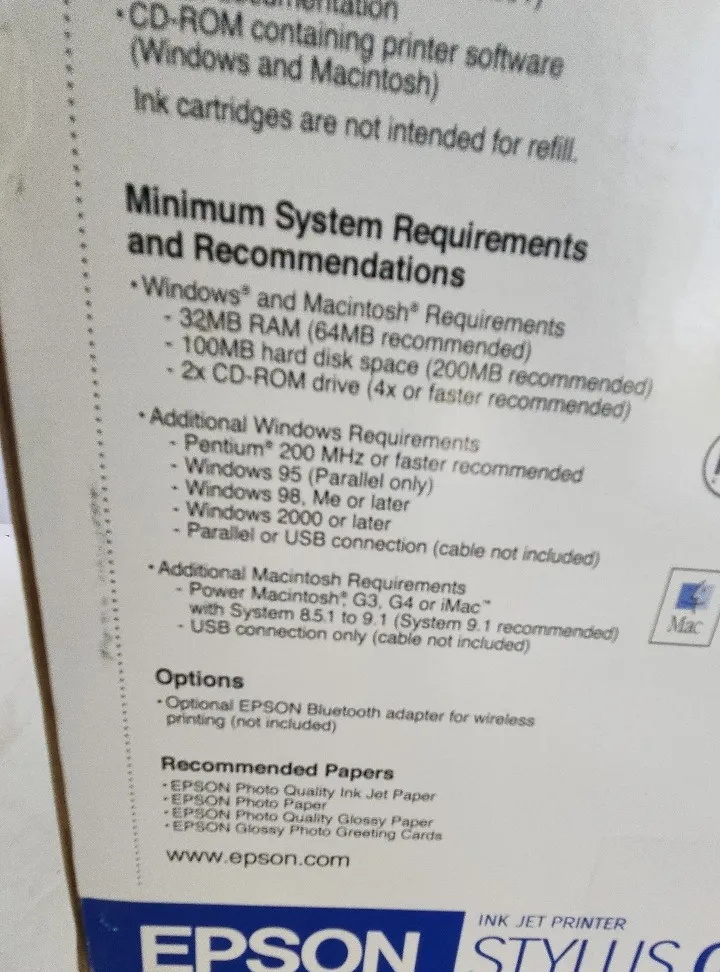 •CD-ROM containing printer software
(Windows and Macintosh)
Ink cartridges are not intended for refill.
Minimum System Requirements
and Recommendations
•Windows® and Macintosh® Requirements
- 32MB RAM (64MB recommended)
- 100MB hard disk space (200MB recommended)
- 2x CD-ROM drive (4x or faster recommended)
•Additional Windows Requirements
- Pentium® 200 MHz or faster recommended
- Windows 95 (Parallel only)
- Windows 98, Me or later
- Windows 2000 or later
- Parallel or USB connection (cable not included)
•Additional Macintosh Requirements
- Power Macintosh®, G3, G4 or iMac™
with System 8.5.1 to 9.1 (System 9.1 recommended)
- USB connection only (cable not included)
Mac
Options
•Optional EPSON Bluetooth adapter for wireless
printing (not included)
Recommended Papers
•EPSON Photo Quality Ink Jet Paper
•EPSON Photo Paper
•EPSON Photo Quality Glossy Paper
•EPSON Glossy Photo Greeting Cards
www.epson.com
EPSON
INK JET PRINTER
STYLUS